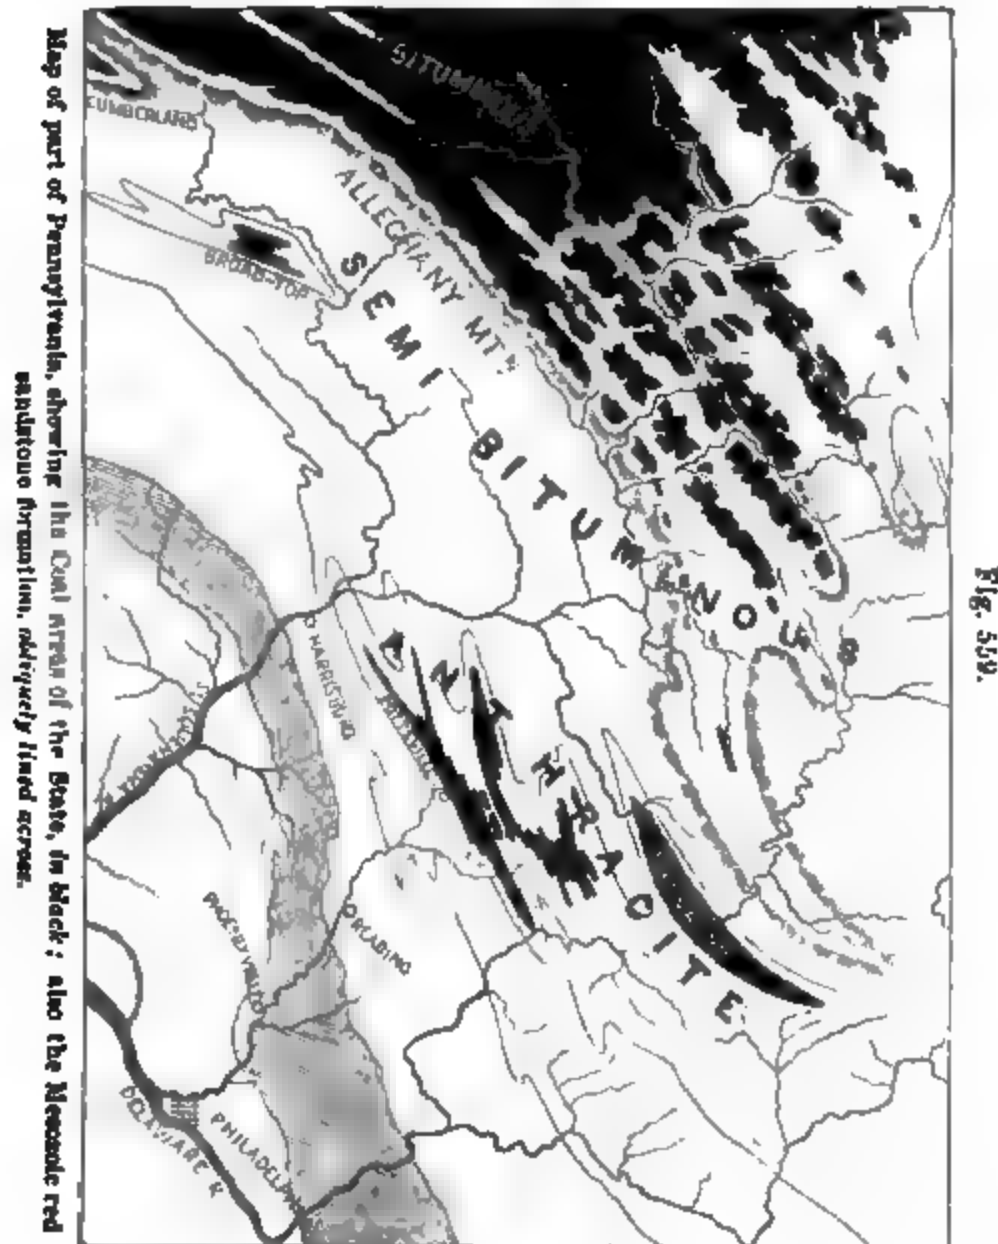 Fig. 559.
BITUMINOUS
CUMBERLAND
ALLEGHANY MTS
BROAD-TOP
SEMI BITUMINOUS
ANTHRACITE
HARRISBURG
READING
PHŒNIXVILLE
PHILADELPHIA
DELAWARE R
Map of part of Pennsylvania, showing the Coal areas of the State, in black; also the Mesozoic red
sandstone formation, obliquely lined across.